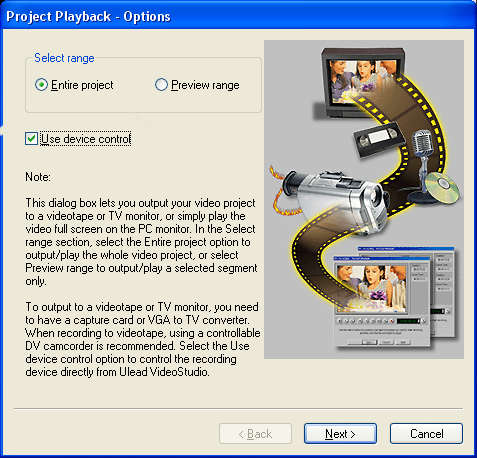 Project Playback - Options
Select range
Entire project
Preview range
Use device control
Note:
This dialog box lets you output your video project
to a videotape or TV monitor, or simply play the
video full screen on the PC monitor. In the Select
range section, select the Entire project option to
output/play the whole video project, or select
Preview range to output/play a selected segment
only.
To output to a videotape or TV monitor, you need
to have a capture card or VGA to TV converter.
When recording to videotape, using a controllable
DV camcorder is recommended. Select the Use
device control option to control the recording
device directly from Ulead VideoStudio.
< Back
Next >
Cancel